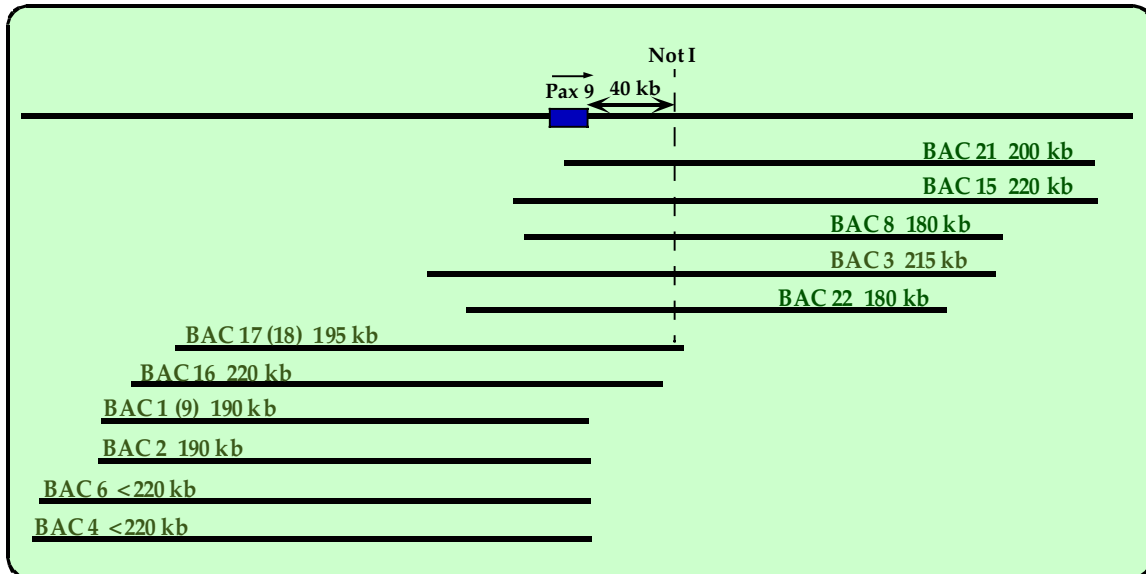 Not I
Pax 9 40 kb
BAC 21 200 kb
BAC 15 220 kb
BAC 8 180 kb
BAC 3 215 kb
BAC 22 180 kb
BAC 17 (18) 195 kb
BAC 16 220 kb
BAC 1 (9) 190 kb
BAC 2 190 kb
BAC 6 <220 kb
BAC 4 <220 kb